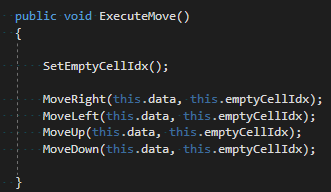 public void ExecuteMove()
{
SetEmptyCellIdx();
MoveRight(this.data, this.emptyCellIdx);
MoveLeft(this.data, this.emptyCellIdx);
MoveUp(this.data, this.emptyCellIdx);
MoveDown(this.data, this.emptyCellIdx);
}